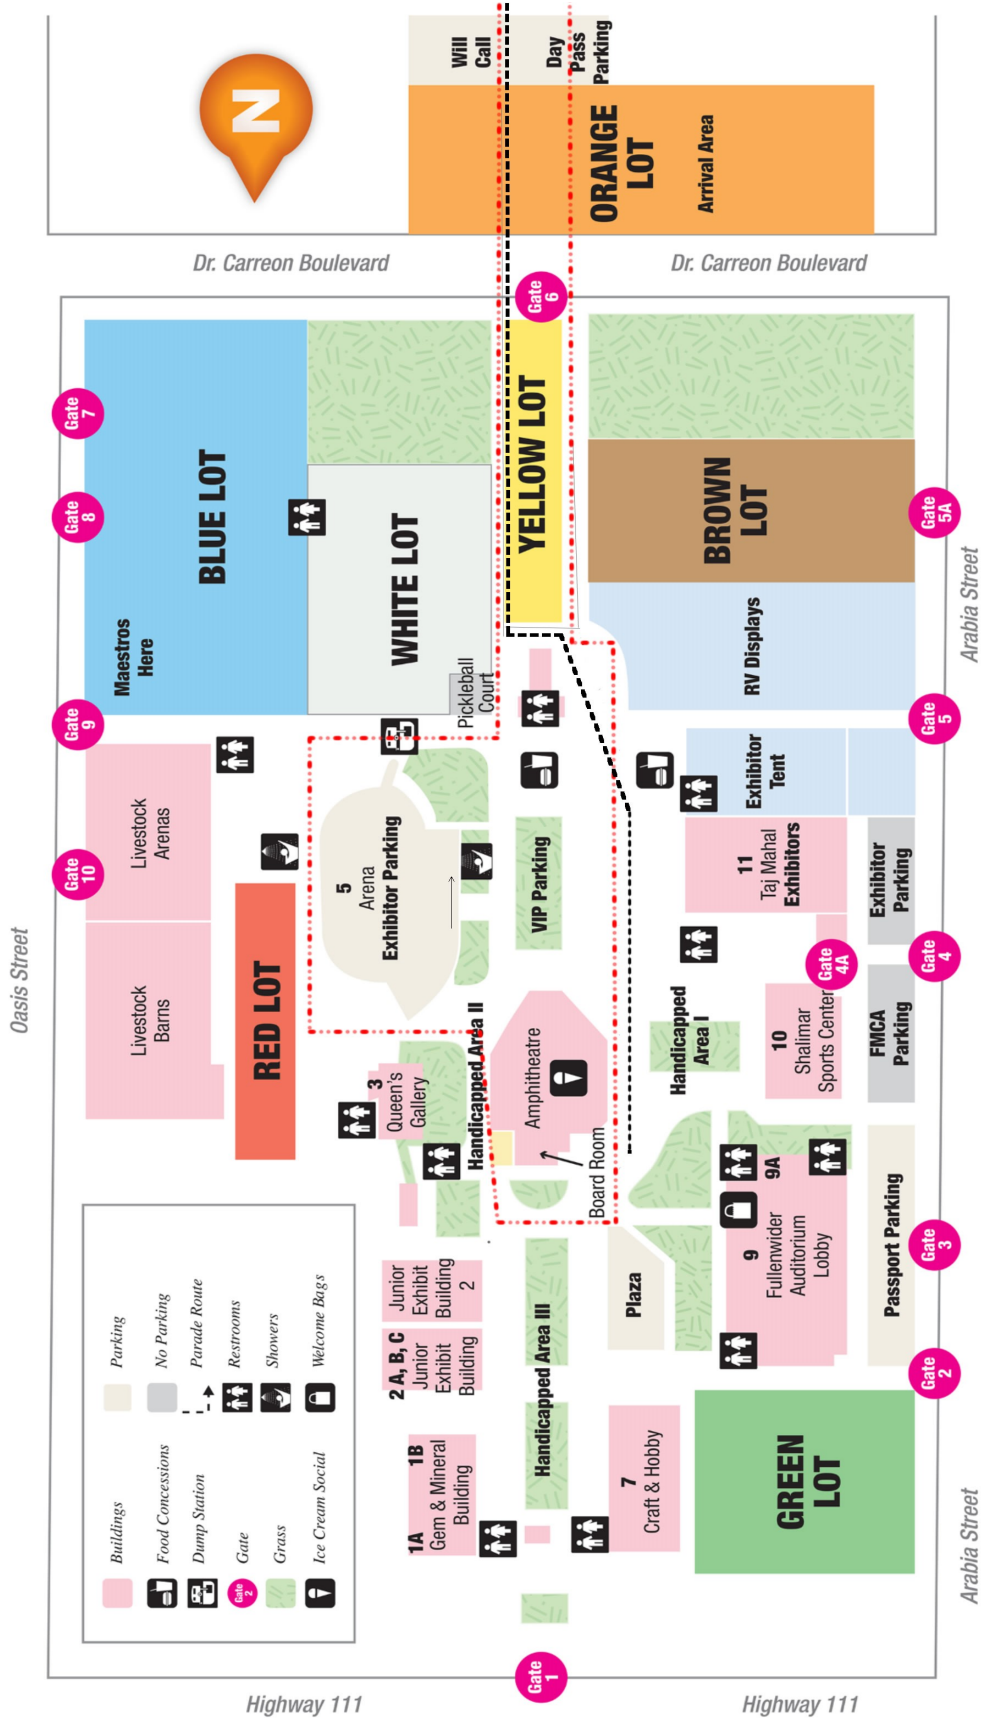 Will
Call
Day
Pass
Parking
N
ORANGE
LOT
Arrival Area
Dr. Carreon Boulevard
Dr. Carreon Boulevard
Gate
6
Gate
7
Gate
8
BLUE LOT
Maestros
Here
WHITE LOT
Pickleball
Court
YELLOW LOT
BROWN
LOT
Gate
5A
Arabia Street
RV Displays
Gate
9
Gate
5
Livestock
Arenas
Gate
10
5
Arena
Exhibitor Parking
VIP Parking
Exhibitor
Tent
11
Taj Mahal
Exhibitors
Exhibitor
Parking
Gate
4A
Gate
4
Oasis Street
Livestock
Barns
RED LOT
3
Queen's
Gallery
Handicapped Area II
Amphitheatre
Board Room
Handicapped
Area I
10
Shalimar
Sports Center
FMCA
Parking
9A
9
Fullenwider
Auditorium
Lobby
Passport Parking
Gate
3
Gate
2
Plaza
Junior
Exhibit
Building
2
2 A, B, C
Junior
Exhibit
Building
Handicapped Area III
1A
1B
Gem & Mineral
Building
7
Craft & Hobby
GREEN
LOT
Arabia Street
Gate
1
Highway 111
Highway 111
Buildings
Food Concessions
Dump Station
Gate
2
Gate
Grass
Ice Cream Social
Parking
No Parking
Parade Route
Restrooms
Showers
Welcome Bags